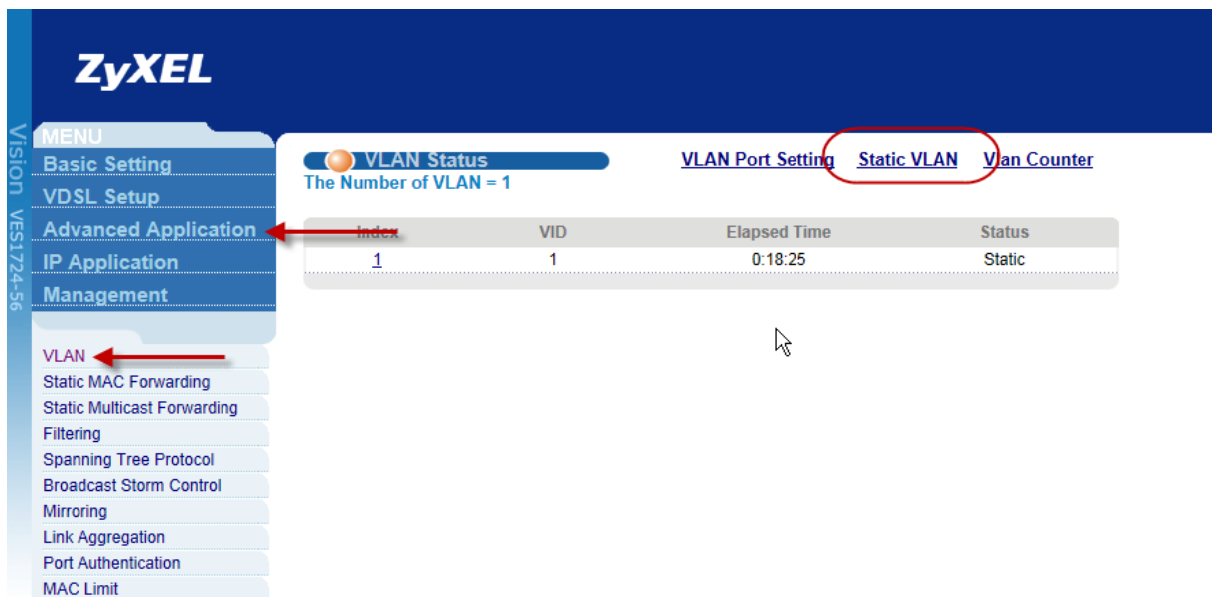 ZyXEL
Vision VES1724-56
MENU
Basic Setting
VDSL Setup
Advanced Application
IP Application
Management
VLAN
Static MAC Forwarding
Static Multicast Forwarding
Filtering
Spanning Tree Protocol
Broadcast Storm Control
Mirroring
Link Aggregation
Port Authentication
MAC Limit
VLAN Status VLAN Port Setting Static VLAN Vlan Counter
The Number of VLAN = 1
Index VID Elapsed Time Status
1 1 0:18:25 Static